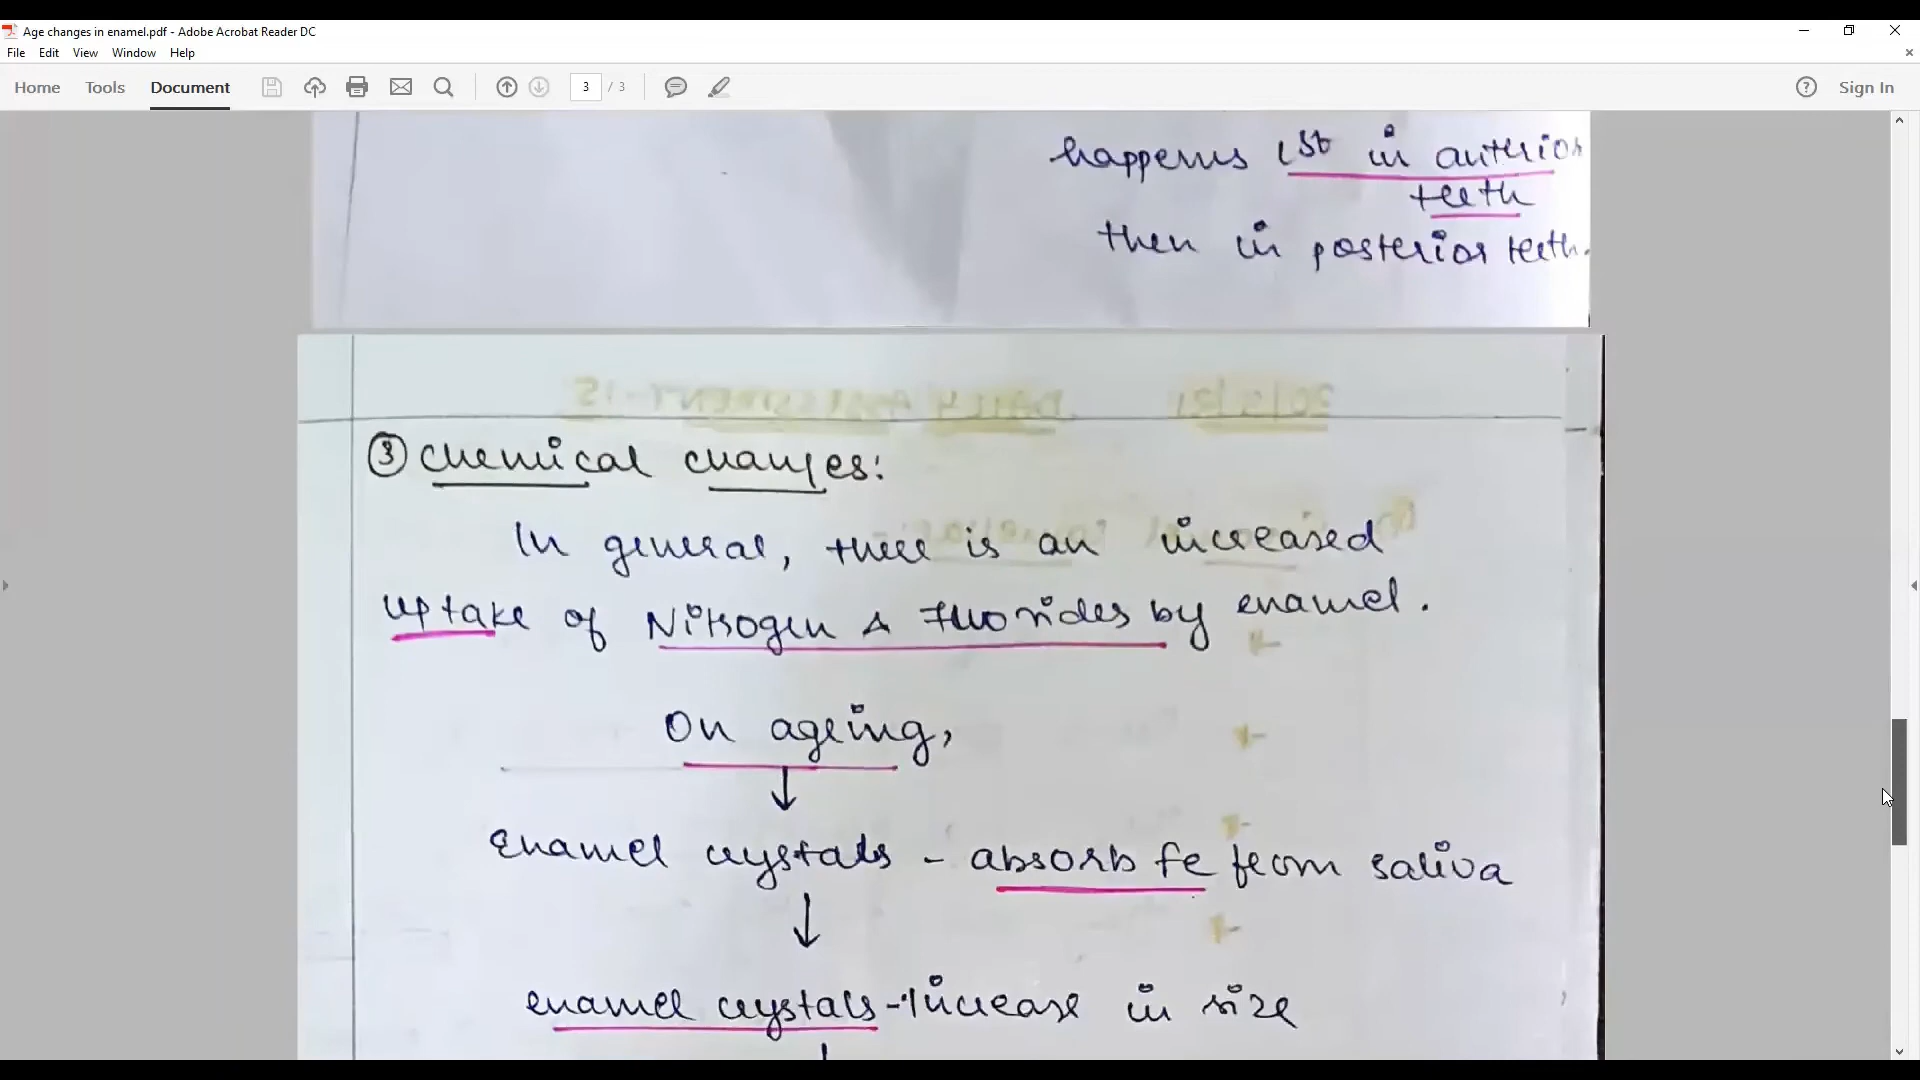 Age changes in enamel.pdf - Adobe Acrobat Reader DC
File Edit View Window Help
Home Tools Document 3 / 3 Sign In
happens 1st in anterior
teeth
then in posterior teeth.
③ Chemical changes:
In general, there is an increased
uptake of Nitrogen & Fluorides by enamel.
On ageing,
↓
Enamel crystals - absorb fe from saliva
↓
enamel crystals - Increase in size